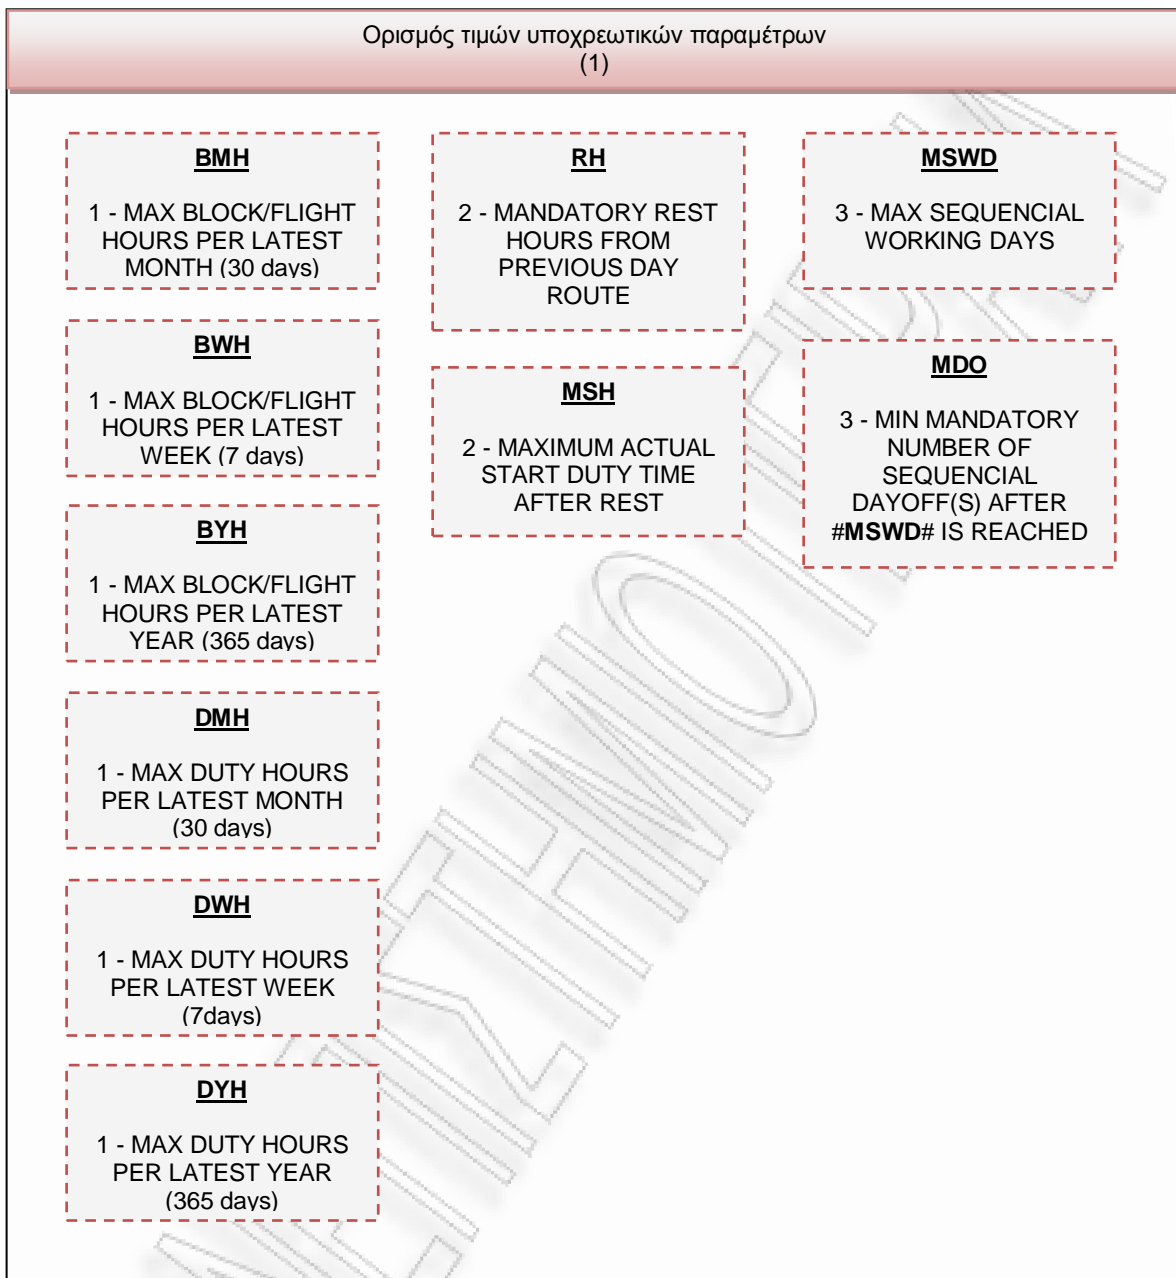 Ορισμός τιμών υποχρεωτικών παραμέτρων
(1)
BMH
1 - MAX BLOCK/FLIGHT
HOURS PER LATEST
MONTH (30 days)
BWH
1 - MAX BLOCK/FLIGHT
HOURS PER LATEST
WEEK (7 days)
BYH
1 - MAX BLOCK/FLIGHT
HOURS PER LATEST
YEAR (365 days)
DMH
1 - MAX DUTY HOURS
PER LATEST MONTH
(30 days)
DWH
1 - MAX DUTY HOURS
PER LATEST WEEK
(7days)
DYH
1 - MAX DUTY HOURS
PER LATEST YEAR
(365 days)
RH
2 - MANDATORY REST
HOURS FROM
PREVIOUS DAY
ROUTE
MSH
2 - MAXIMUM ACTUAL
START DUTY TIME
AFTER REST
MSWD
3 - MAX SEQUENCIAL
WORKING DAYS
MDO
3 - MIN MANDATORY
NUMBER OF
SEQUENCIAL
DAYOFF(S) AFTER
#MSWD# IS REACHED